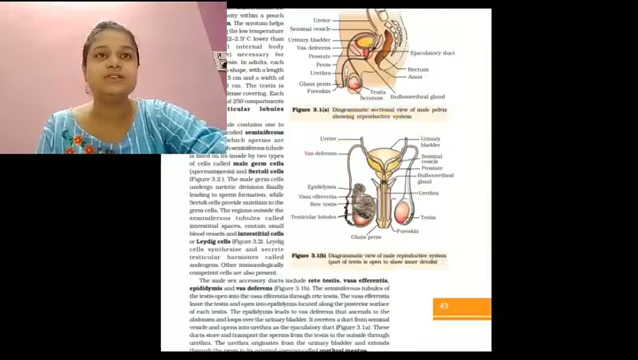 ivity within a pouch
The scrotum helps
the low temperature
2–2.5° C lower than
internal body
necessary for
In adults, each
shape, with a length
5 cm and a width of
cm. The testis is
dense covering. Each
250 compartments
testicular lobules
contains one to
coiled seminiferous
which sperms are
is lined on its inside by two types
of cells called male germ cells
(spermatogonia) and Sertoli cells
(Figure 3.2 ). The male germ cells
undergo meiotic divisions finally
leading to sperm formation, while
Sertoli cells provide nutrition to the
germ cells. The regions outside the
seminiferous tubules called
interstitial spaces, contain small
blood vessels and interstitial cells
or Leydig cells (Figure 3.2). Leydig
cells synthesise and secrete
testicular hormones called
androgens. Other immunologically
competent cells are also present.
Ureter
Seminal vesicle
Urinary bladder
Vas deferens
Prostate
Penis
Urethra
Glans penis
Foreskin
Testis
Scrotum
Bulbourethral gland
Anus
Rectum
Ejaculatory duct
Figure 3.1(a) Diagrammatic sectional view of male pelvis
showing reproductive system
Ureter
Vas deferens
Epididymis
Vasa efferentia
Rete testis
Testicular lobules
Glans penis
Foreskin
Testis
Urethra
Bulbourethral
gland
Prostate
Seminal
vesicle
Urinary
bladder
Figure 3.1(b) Diagrammatic view of male reproductive system
(part of testis is open to show inner details)
The male sex accessory ducts include rete testis, vasa efferentia,
epididymis and vas deferens (Figure 3.1b). The seminiferous tubules of
the testis open into the vasa efferentia through rete testis. The vasa efferentia
leave the testis and open into epididymis located along the posterior surface
of each testis. The epididymis leads to vas deferens that ascends to the
abdomen and loops over the urinary bladder. It receives a duct from seminal
vesicle and opens into urethra as the ejaculatory duct (Figure 3.1a). These
ducts store and transport the sperms from the testis to the outside through
urethra. The urethra originates from the urinary bladder and extends
through the penis to its external opening called urethral meatus.
43